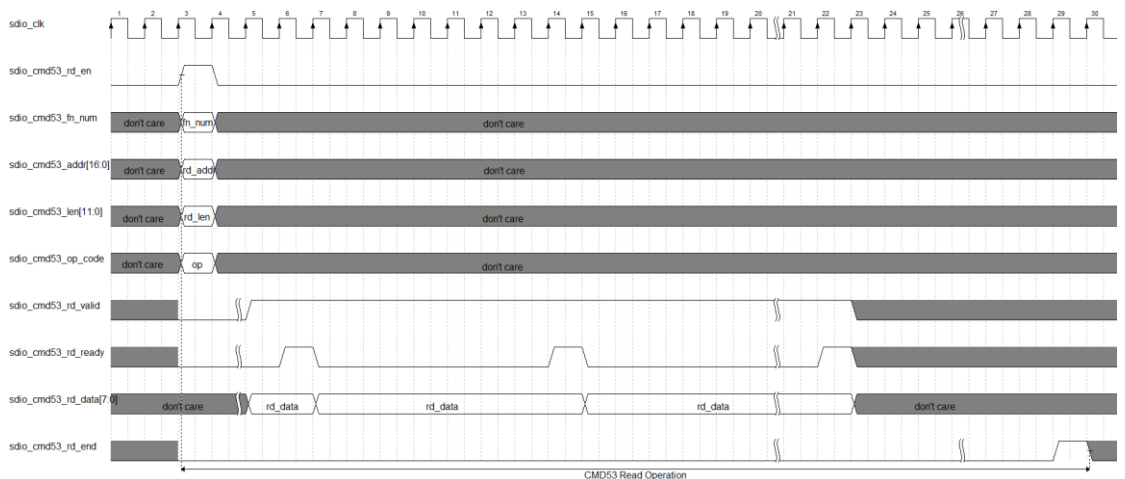 1 2 3 4 5 6 7 8 9 10 11 12 13 14 15 16 17 18 19 20 21 22 23 24 25 26 27 28 29 30
sdio_clk
sdio_cmd53_rd_en
sdio_cmd53_fn_num don't care fn_num don't care
sdio_cmd53_addr[16:0] don't care rd_addr don't care
sdio_cmd53_len[11:0] don't care rd_len don't care
sdio_cmd53_op_code don't care op don't care
sdio_cmd53_rd_valid
sdio_cmd53_rd_ready
sdio_cmd53_rd_data[7:0] don't care rd_data rd_data rd_data don't care
sdio_cmd53_rd_end
CMD53 Read Operation